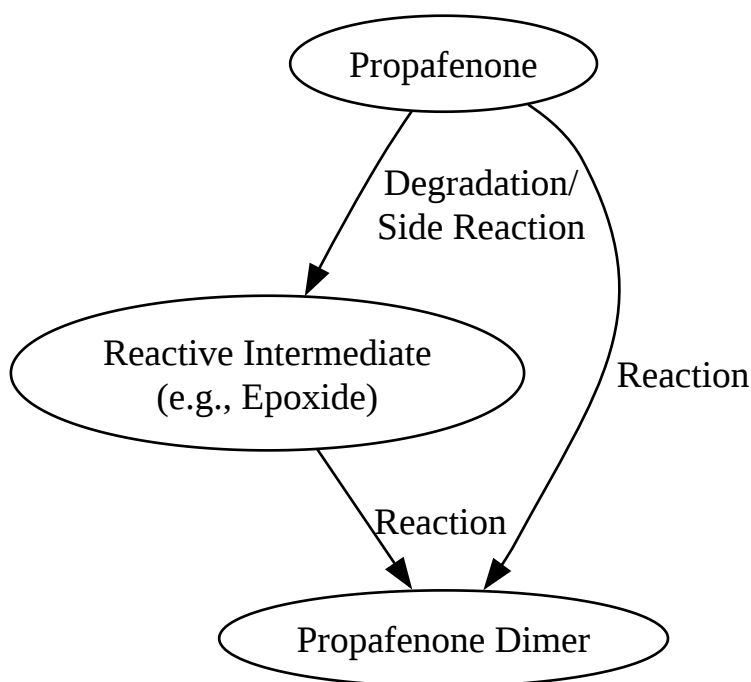 Propafenone
Degradation/
Side Reaction
Reactive Intermediate
(e.g., Epoxide)
Reaction
Reaction
Propafenone Dimer